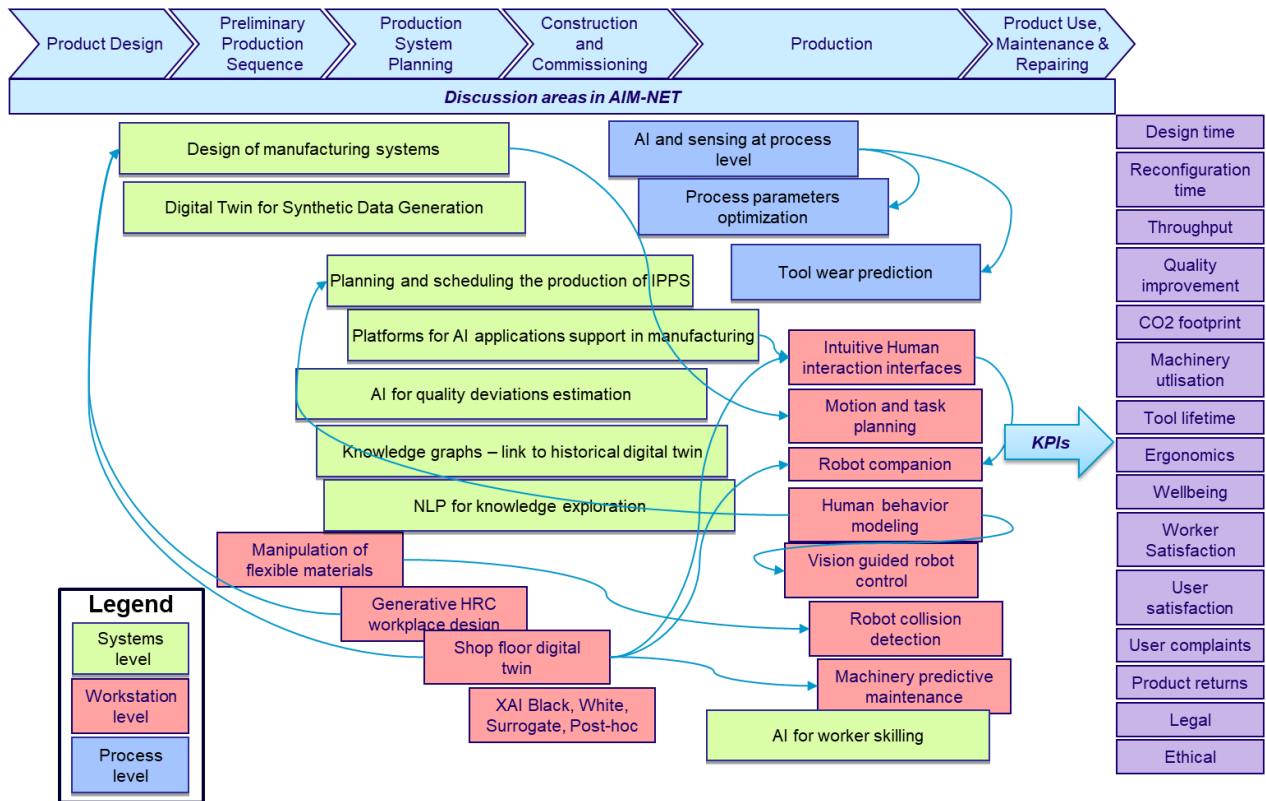 Product Design
Preliminary
Production
Sequence
Production
System
Planning
Construction
and
Commissioning
Production
Product Use,
Maintenance &
Repairing
Discussion areas in AIM-NET
Design of manufacturing systems
Digital Twin for Synthetic Data Generation
AI and sensing at process
level
Process parameters
optimization
Tool wear prediction
Planning and scheduling the production of IPPS
Platforms for AI applications support in manufacturing
AI for quality deviations estimation
Knowledge graphs – link to historical digital twin
NLP for knowledge exploration
Intuitive Human
interaction interfaces
Motion and task
planning
Robot companion
Human behavior
modeling
Vision guided robot
control
Manipulation of
flexible materials
Generative HRC
workplace design
Shop floor digital
twin
XAI Black, White,
Surrogate, Post-hoc
Robot collision
detection
Machinery predictive
maintenance
AI for worker skilling
KPIs
Design time
Reconfiguration
time
Throughput
Quality
improvement
CO2 footprint
Machinery
utlisation
Tool lifetime
Ergonomics
Wellbeing
Worker
Satisfaction
User
satisfaction
User complaints
Product returns
Legal
Ethical
Legend
Systems
level
Workstation
level
Process
level